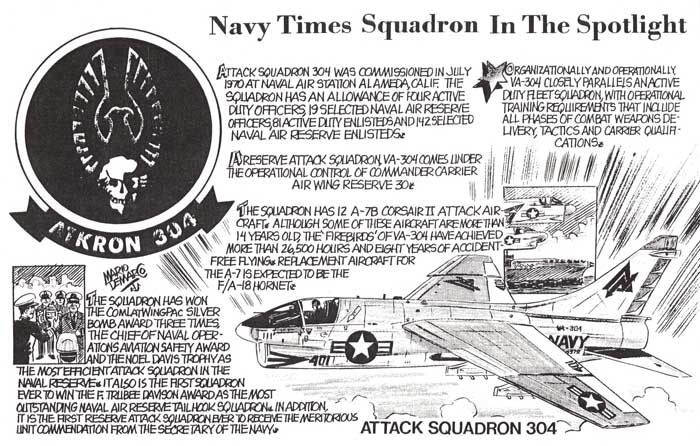 Navy Times Squadron In The Spotlight
ATTACK SQUADRON 304 WAS COMMISSIONED IN JULY
1970 AT NAVAL AIR STATION ALAMEDA, CALIF. THE
SQUADRON HAS AN ALLOWANCE OF FOUR ACTIVE
DUTY OFFICERS, 19 SELECTED NAVAL AIR RESERVE
OFFICERS, 81 ACTIVE DUTY ENLISTEDS AND 142 SELECTED
NAVAL AIR RESERVE ENLISTEDS.
A RESERVE ATTACK SQUADRON, VA-304 COMES UNDER
THE OPERATIONAL CONTROL OF COMMANDER CARRIER
AIR WING RESERVE 30.
ORGANIZATIONALLY AND OPERATIONALLY,
VA-304 CLOSELY PARALLELS AN ACTIVE
DUTY FLEET SQUADRON, WITH OPERATIONAL
TRAINING REQUIREMENTS THAT INCLUDE
ALL PHASES OF COMBAT WEAPONS DE-
LIVERY, TACTICS AND CARRIER QUALIFI-
CATIONS.
THE SQUADRON HAS 12 A-7B CORSAIR II ATTACK AIR-
CRAFT. ALTHOUGH SOME OF THESE AIRCRAFT ARE MORE THAN
14 YEARS OLD, THE 'FIREBIRDS' OF VA-304 HAVE ACHIEVED
MORE THAN 26,500 HOURS AND EIGHT YEARS OF ACCIDENT-
FREE FLYING. REPLACEMENT AIRCRAFT FOR
THE A-7 IS EXPECTED TO BE THE
F/A-18 HORNET.
ATKRON 304
MARIO
DEMARCO
THE SQUADRON HAS WON
THE COMLATWINGPAC SILVER
BOMB AWARD THREE TIMES,
THE CHIEF OF NAVAL OPER-
ATIONS AVIATION SAFETY AWARD
AND THE NOEL DAVIS TROPHY AS
THE MOST EFFICIENT ATTACK SQUADRON IN THE
NAVAL RESERVE. IT ALSO IS THE FIRST SQUADRON
EVER TO WIN THE F. TRUBEE DAVISON AWARD AS THE MOST
OUTSTANDING NAVAL AIR RESERVE TAILHOOK SQUADRON. IN ADDITION,
IT IS THE FIRST RESERVE ATTACK SQUADRON EVER TO RECEIVE THE MERITORIOUS
UNIT COMMENDATION FROM THE SECRETARY OF THE NAVY.
401
VA-304
NAVY
ATTACK SQUADRON 304